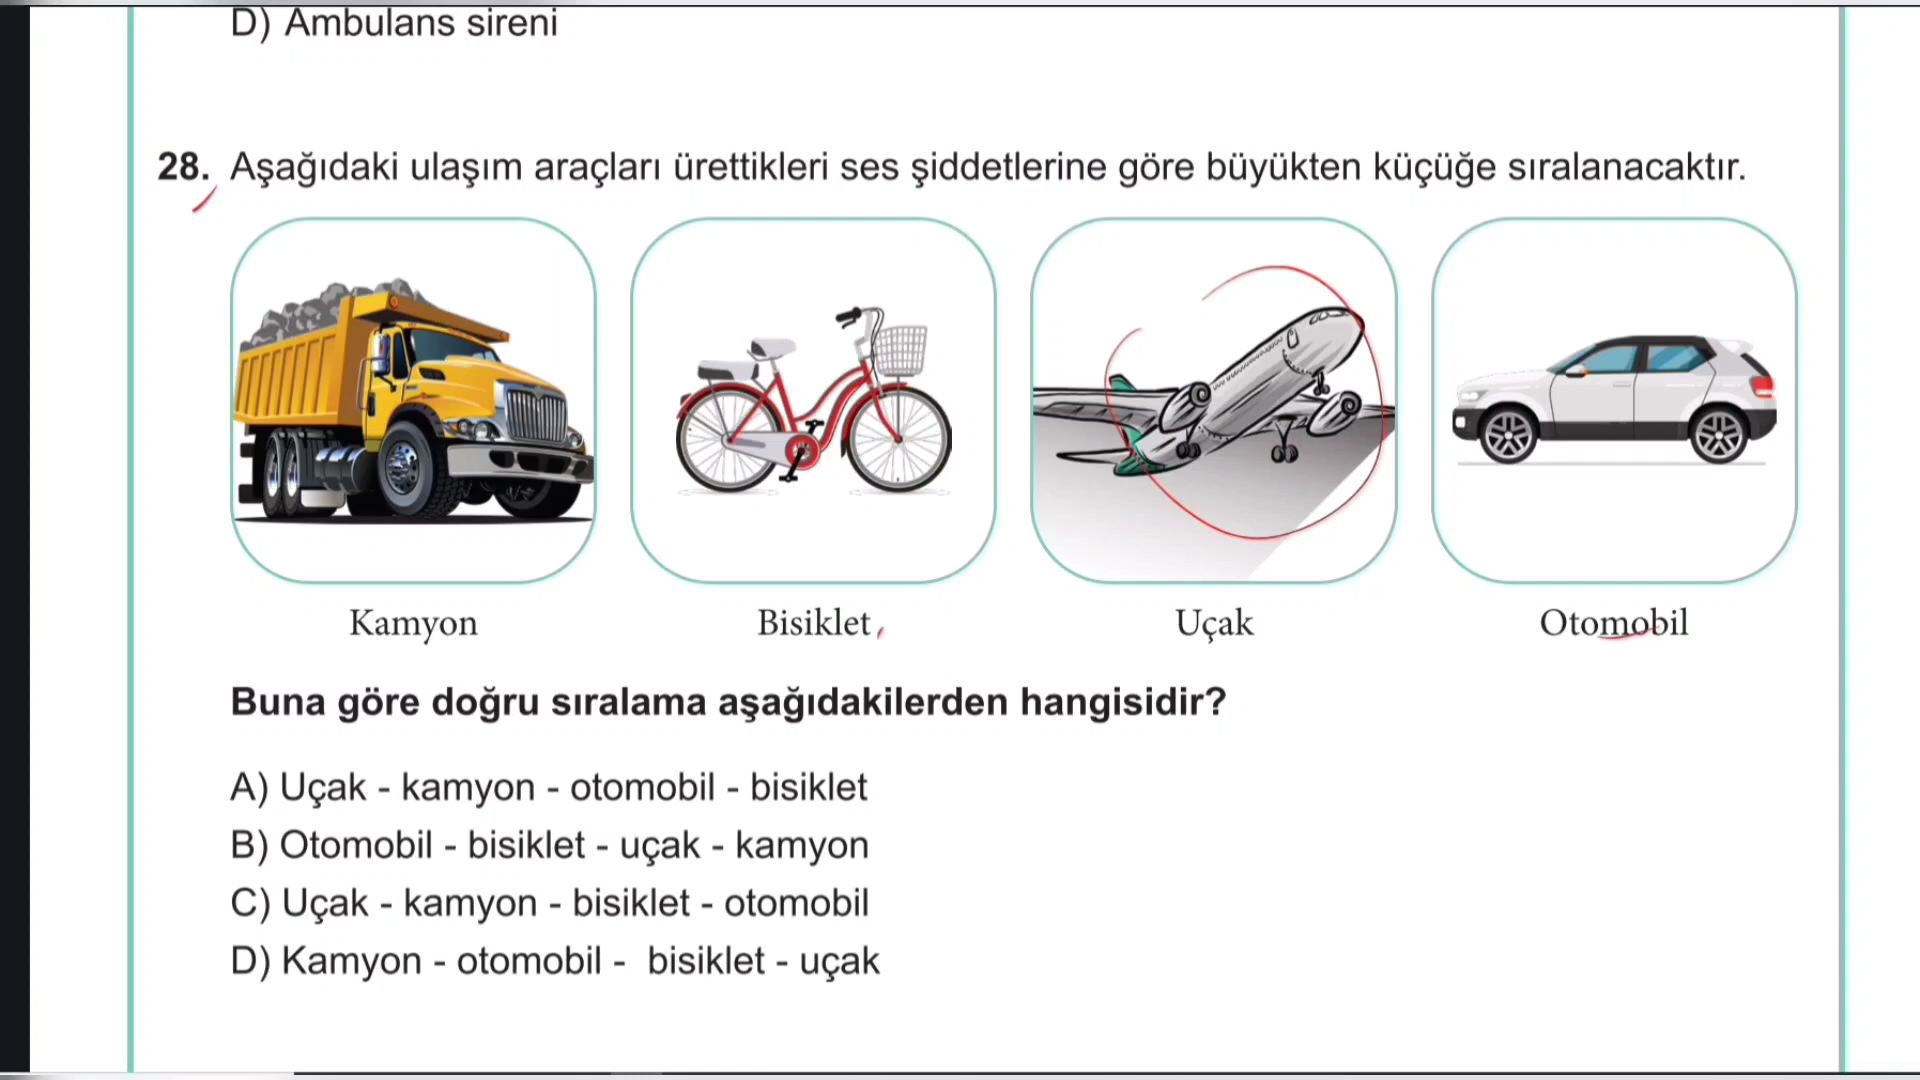 D) Ambulans sireni
28. Aşağıdaki ulaşım araçları ürettikleri ses şiddetlerine göre büyükten küçüğe sıralanacaktır.
Kamyon Bisiklet Uçak Otomobil
Buna göre doğru sıralama aşağıdakilerden hangisidir?
A) Uçak - kamyon - otomobil - bisiklet
B) Otomobil - bisiklet - uçak - kamyon
C) Uçak - kamyon - bisiklet - otomobil
D) Kamyon - otomobil - bisiklet - uçak